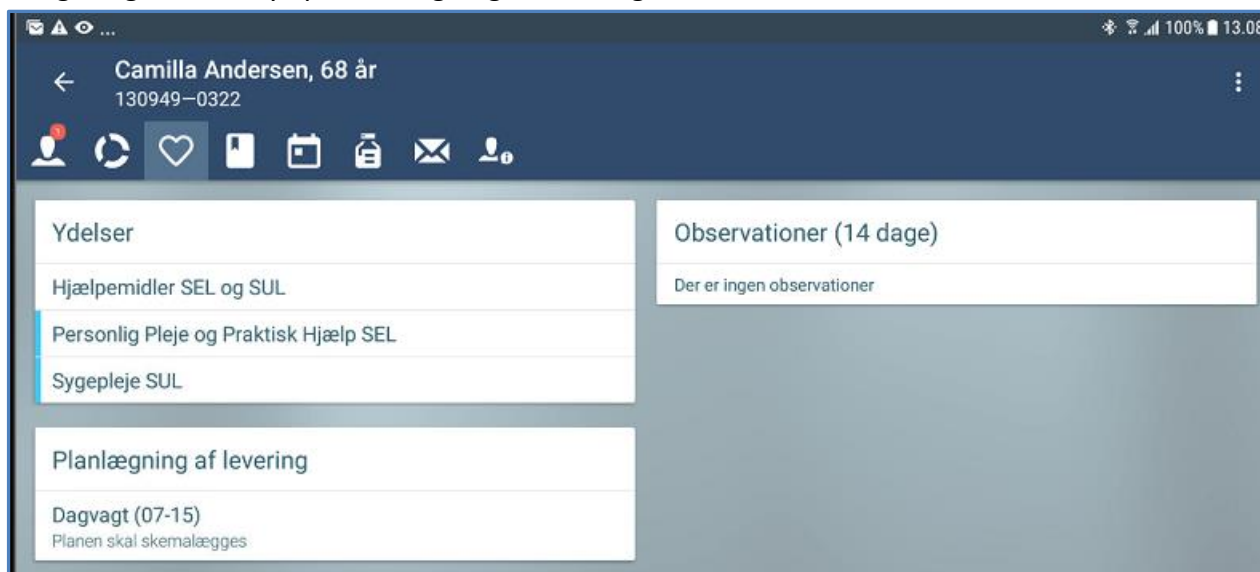 ...
100% 13.08
Camilla Andersen, 68 år
130949-0322
1
Ydelser
Hjælpemidler SEL og SUL
Personlig Pleje og Praktisk Hjælp SEL
Sygepleje SUL
Planlægning af levering
Dagvagt (07-15)
Planen skal skemalægges
Observationer (14 dage)
Der er ingen observationer